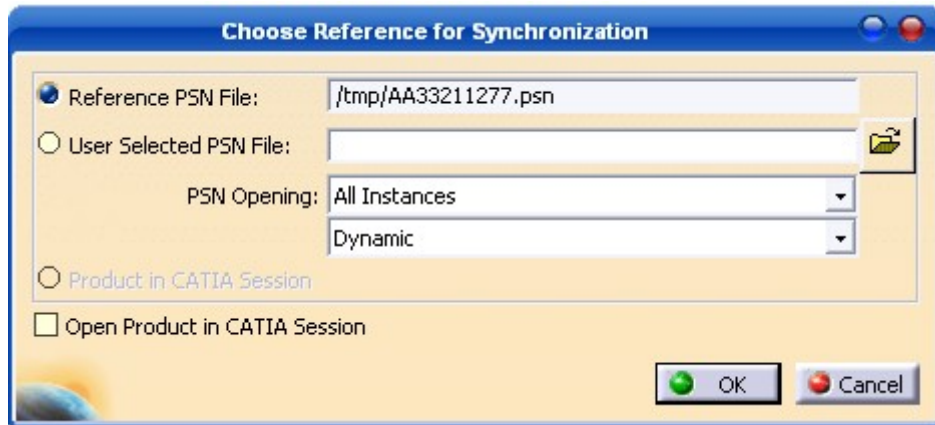 Choose Reference for Synchronization
Reference PSN File: /tmp/AA33211277.psn
User Selected PSN File:
PSN Opening: All Instances
Dynamic
Product in CATIA Session
Open Product in CATIA Session
OK Cancel